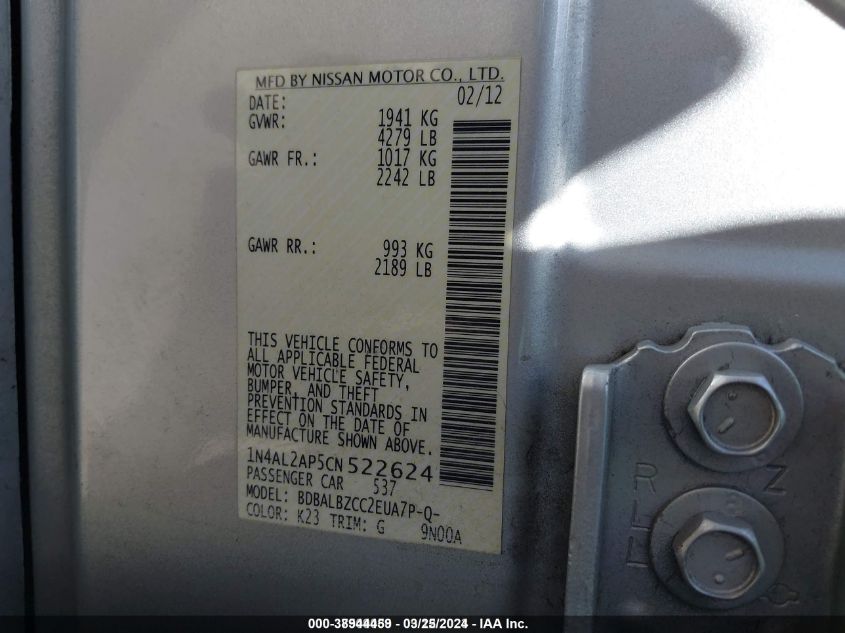 MFD BY NISSAN MOTOR CO., LTD.
DATE: 02/12
GVWR: 1941 KG
4279 LB
GAWR FR.: 1017 KG
2242 LB
GAWR RR.: 993 KG
2189 LB
THIS VEHICLE CONFORMS TO
ALL APPLICABLE FEDERAL
MOTOR VEHICLE SAFETY,
BUMPER, AND THEFT
PREVENTION STANDARDS IN
EFFECT ON THE DATE OF
MANUFACTURE SHOWN ABOVE.
1N4AL2AP5CN 522624
PASSENGER CAR 537
MODEL: BDBALBZCC2EUA7P-Q-
COLOR: K23 TRIM: G 9N00A
R L L
Z
03/25/2024 - IAA Inc.